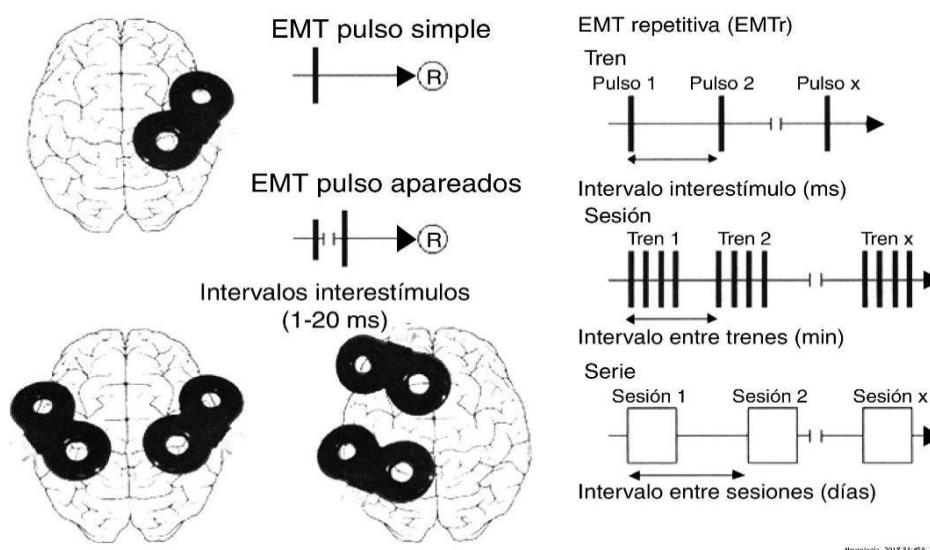 EMT pulso simple
R
EMT pulso apareados
R
Intervalos interestímulos
(1-20 ms)
EMT repetitiva (EMTr)
Tren
Pulso 1 Pulso 2 Pulso x
Intervalo interestímulo (ms)
Sesión
Tren 1 Tren 2 Tren x
Intervalo entre trenes (min)
Serie
Sesión 1 Sesión 2 Sesión x
Intervalo entre sesiones (días)